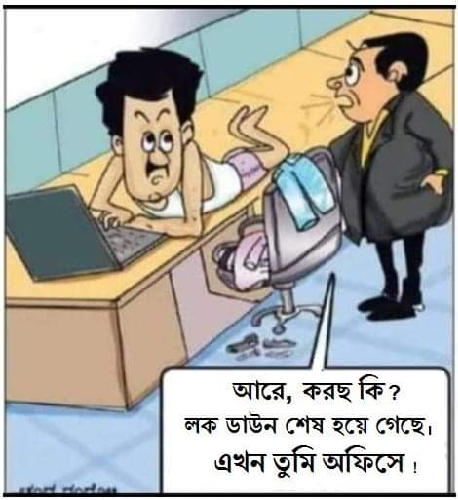 আরে, করছ কি?
লক ডাউন শেষ হয়ে গেছে।
এখন তুমি অফিসে !